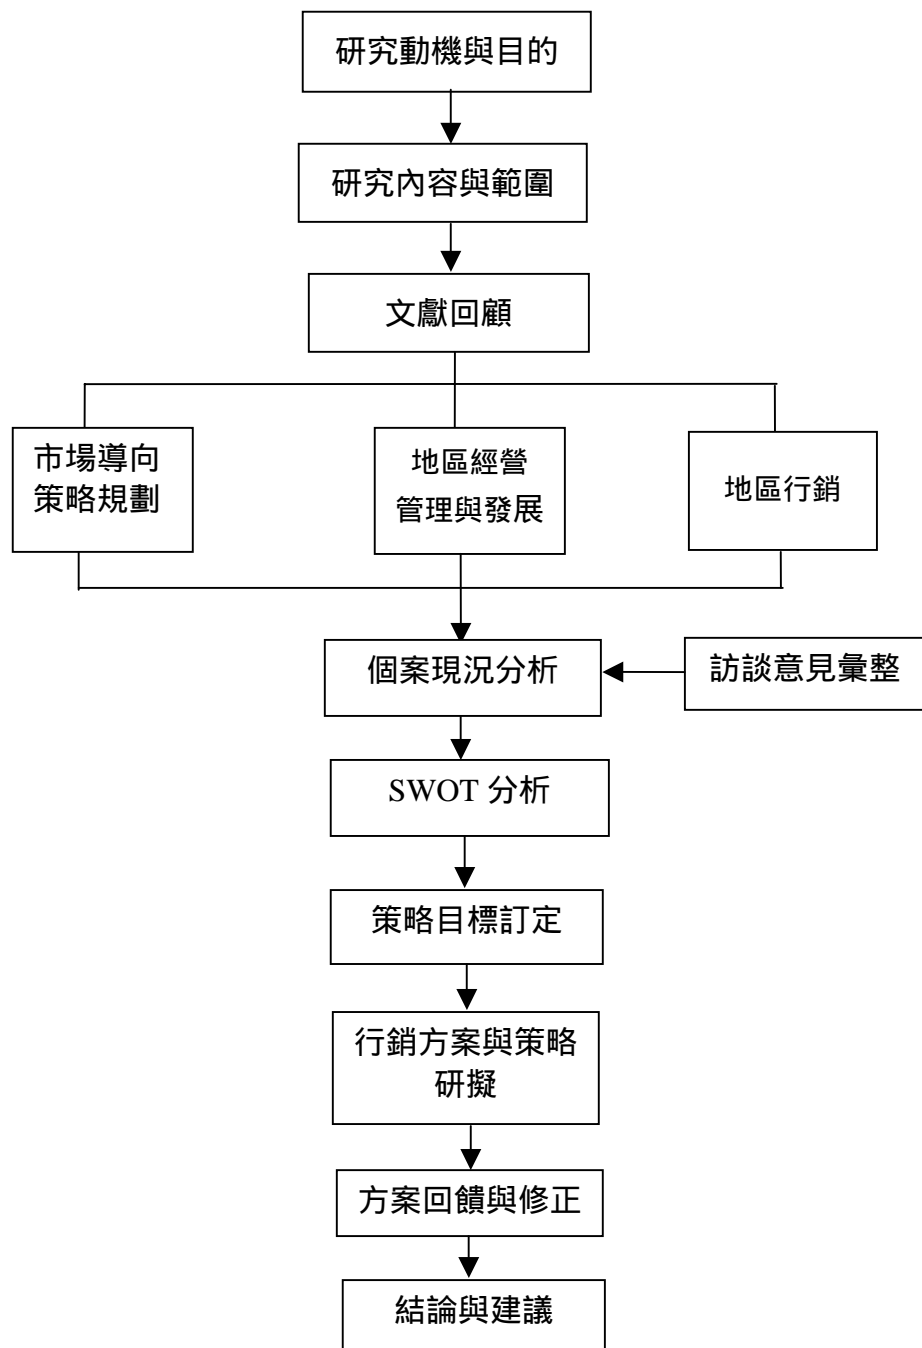 研究動機與目的
研究內容與範圍
文獻回顧
市場導向
策略規劃
地區經營
管理與發展
地區行銷
個案現況分析
訪談意見彙整
SWOT 分析
策略目標訂定
行銷方案與策略
研擬
方案回饋與修正
結論與建議